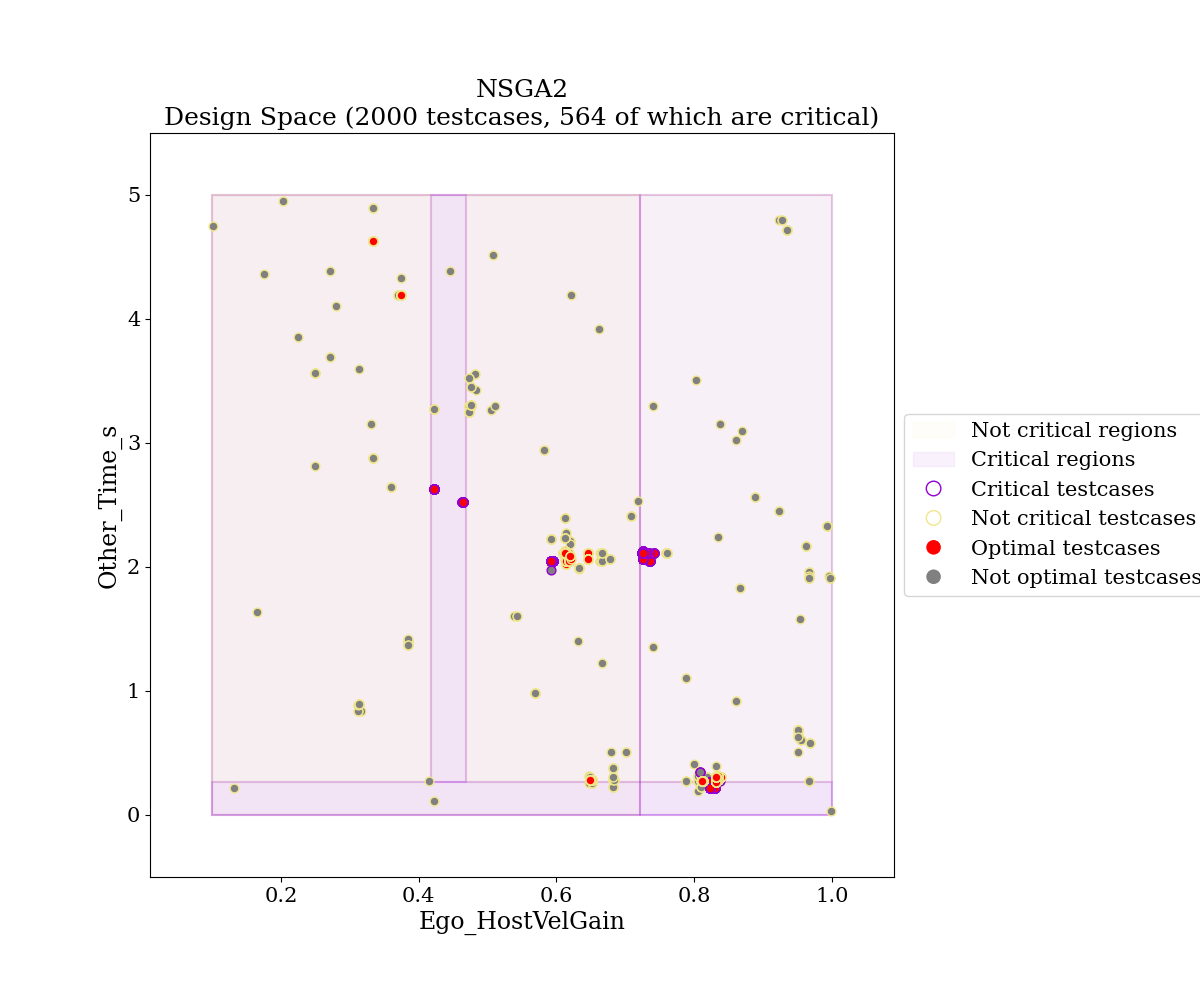 NSGA2
Design Space (2000 testcases, 564 of which are critical)
5
4
3
2
1
0
Other_Time_s
0.2
0.4
0.6
0.8
1.0
Ego_HostVelGain
Not critical regions
Critical regions
Critical testcases
Not critical testcases
Optimal testcases
Not optimal testcases